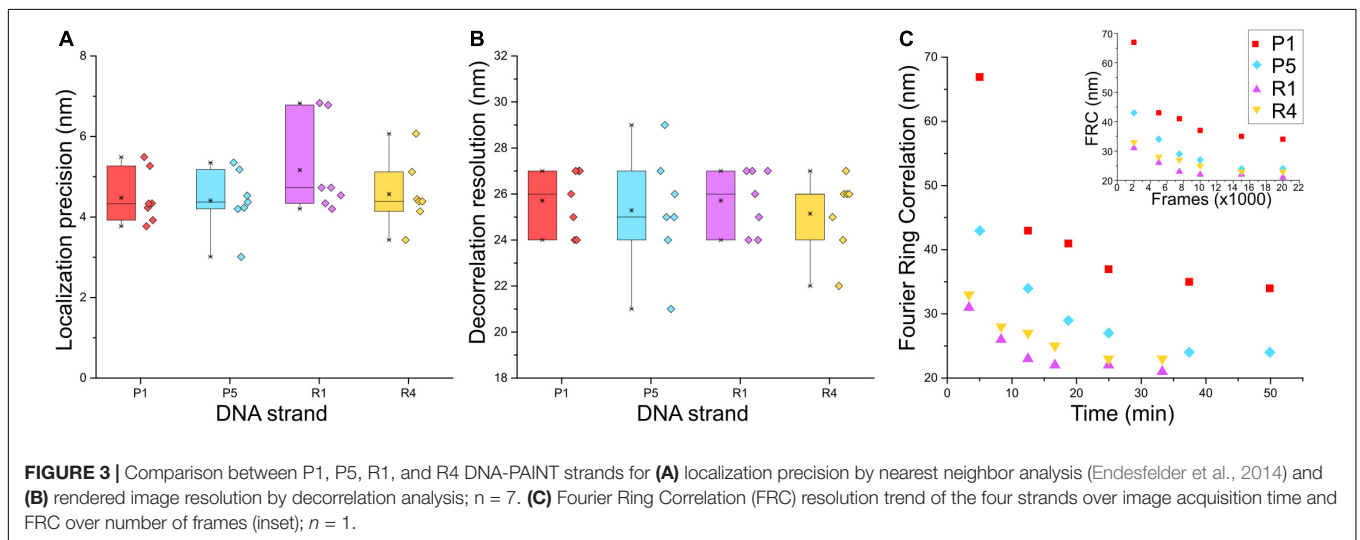 A
Localization precision (nm)
8
6
4
2
0
P1 P5 R1 R4
DNA strand
B
Decorrelation resolution (nm)
32
30
28
26
24
22
20
18
P1 P5 R1 R4
DNA strand
C
Fourier Ring Correlation (nm)
70
60
50
40
30
20
0 10 20 30 40 50
Time (min)
FRC (nm)
70
60
50
40
30
20
0 2 4 6 8 10 12 14 16 18 20 22
Frames (x1000)
P1
P5
R1
R4
FIGURE 3 | Comparison between P1, P5, R1, and R4 DNA-PAINT strands for (A) localization precision by nearest neighbor analysis (Endesfelder et al., 2014) and
(B) rendered image resolution by decorrelation analysis; n = 7. (C) Fourier Ring Correlation (FRC) resolution trend of the four strands over image acquisition time and
FRC over number of frames (inset); n = 1.